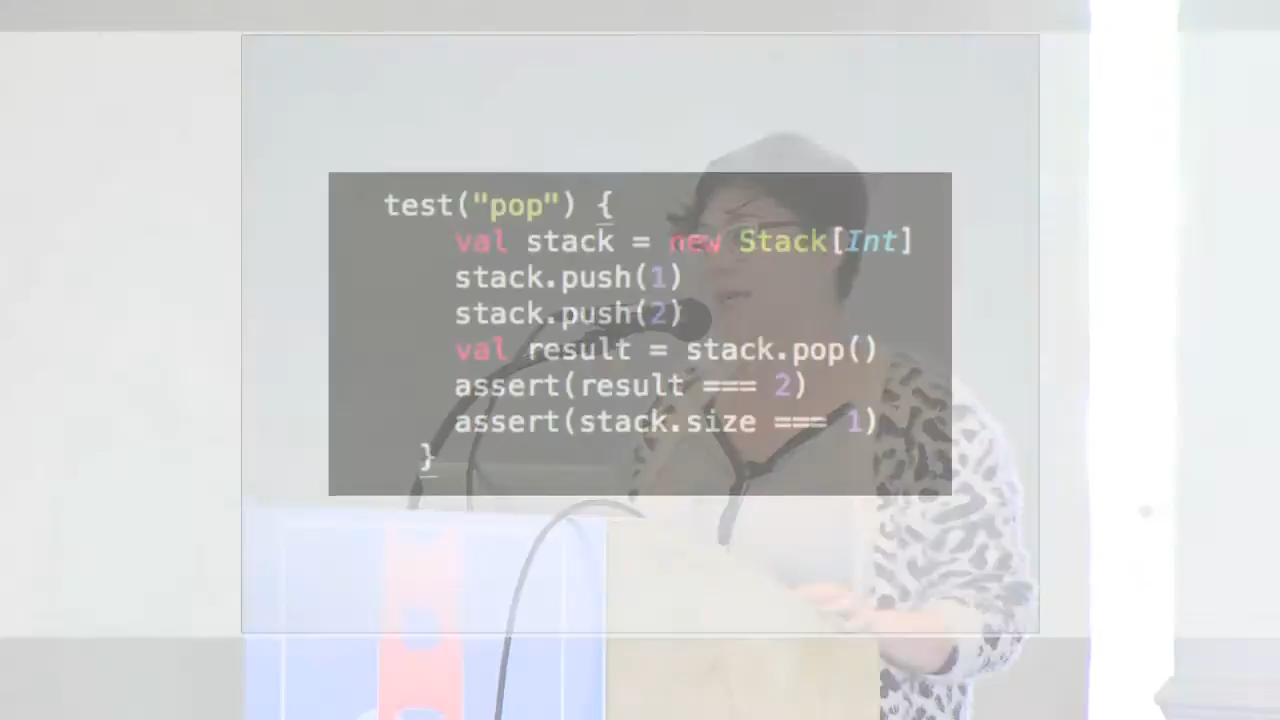 test("pop") {
val stack = new Stack[Int]
stack.push(1)
stack.push(2)
val result = stack.pop()
assert(result === 2)
assert(stack.size === 1)
}